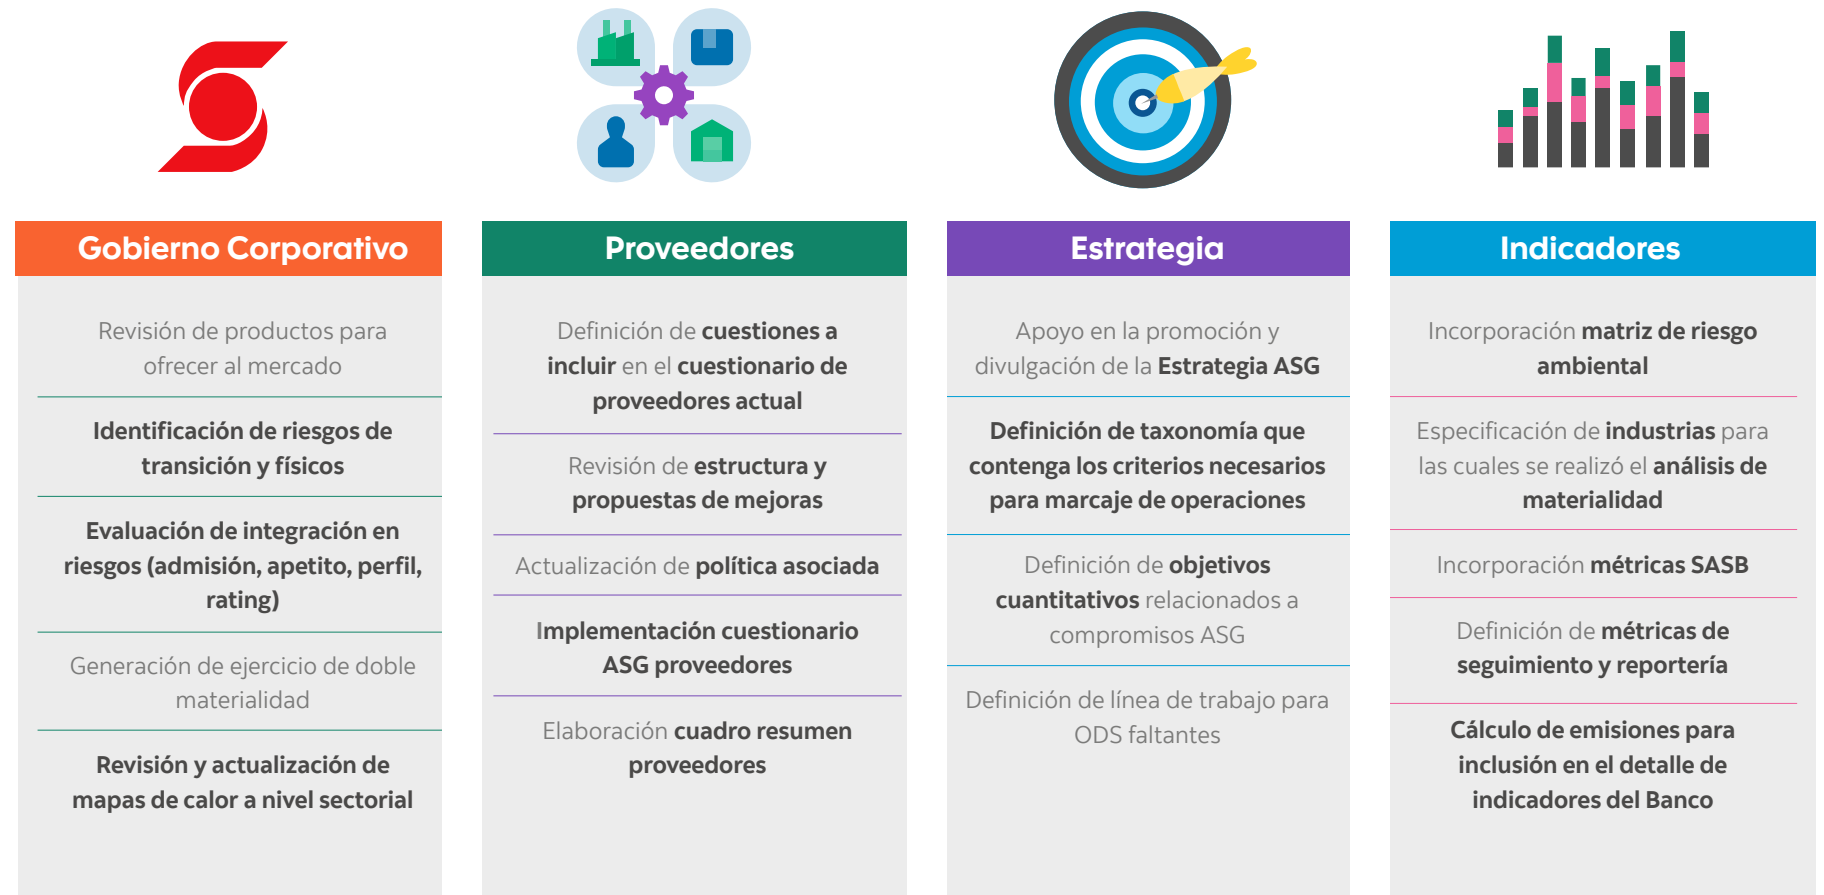 Gobierno Corporativo
Revisión de productos para
ofrecer al mercado
Identificación de riesgos de
transición y físicos
Evaluación de integración en
riesgos (admisión, apetito, perfil,
rating)
Generación de ejercicio de doble
materialidad
Revisión y actualización de
mapas de calor a nivel sectorial
Proveedores
Definición de cuestiones a
incluir en el cuestionario de
proveedores actual
Revisión de estructura y
propuestas de mejoras
Actualización de política asociada
Implementación cuestionario
ASG proveedores
Elaboración cuadro resumen
proveedores
Estrategia
Apoyo en la promoción y
divulgación de la Estrategia ASG
Definición de taxonomía que
contenga los criterios necesarios
para marcaje de operaciones
Definición de objetivos
cuantitativos relacionados a
compromisos ASG
Definición de línea de trabajo para
ODS faltantes
Indicadores
Incorporación matriz de riesgo
ambiental
Especificación de industrias para
las cuales se realizó el análisis de
materialidad
Incorporación métricas SASB
Definición de métricas de
seguimiento y reportería
Cálculo de emisiones para
inclusión en el detalle de
indicadores del Banco